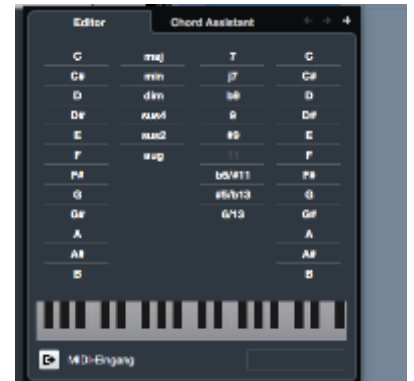 Editor Chord Assistant
C maj 7 C
C# min j7 C#
D dim b9 D
D# sus4 9 D#
E sus2 #9 E
F aug 11 F
F# b5/#11 F#
G #5/b13 G
G# 6/13 G#
A A
A# A#
B B
MIDI-Eingang